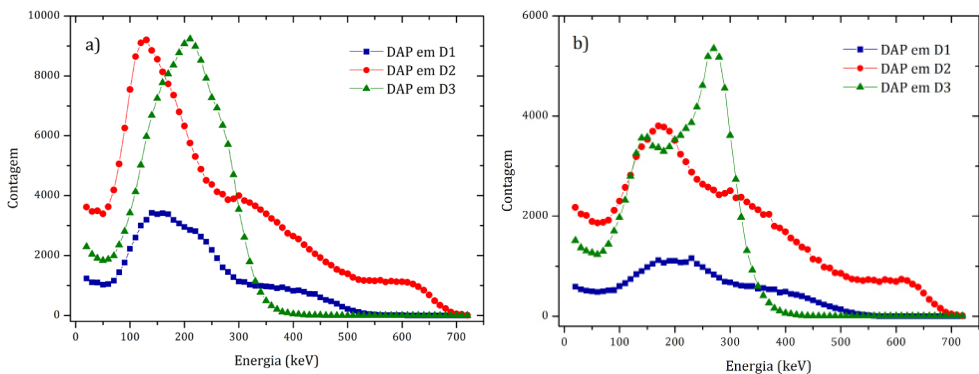 a)
DAP em D1
DAP em D2
DAP em D3
Contagem
10000
8000
6000
4000
2000
0
0 100 200 300 400 500 600 700
Energia (keV)
b)
DAP em D1
DAP em D2
DAP em D3
Contagem
6000
4000
2000
0
0 100 200 300 400 500 600 700
Energia (keV)